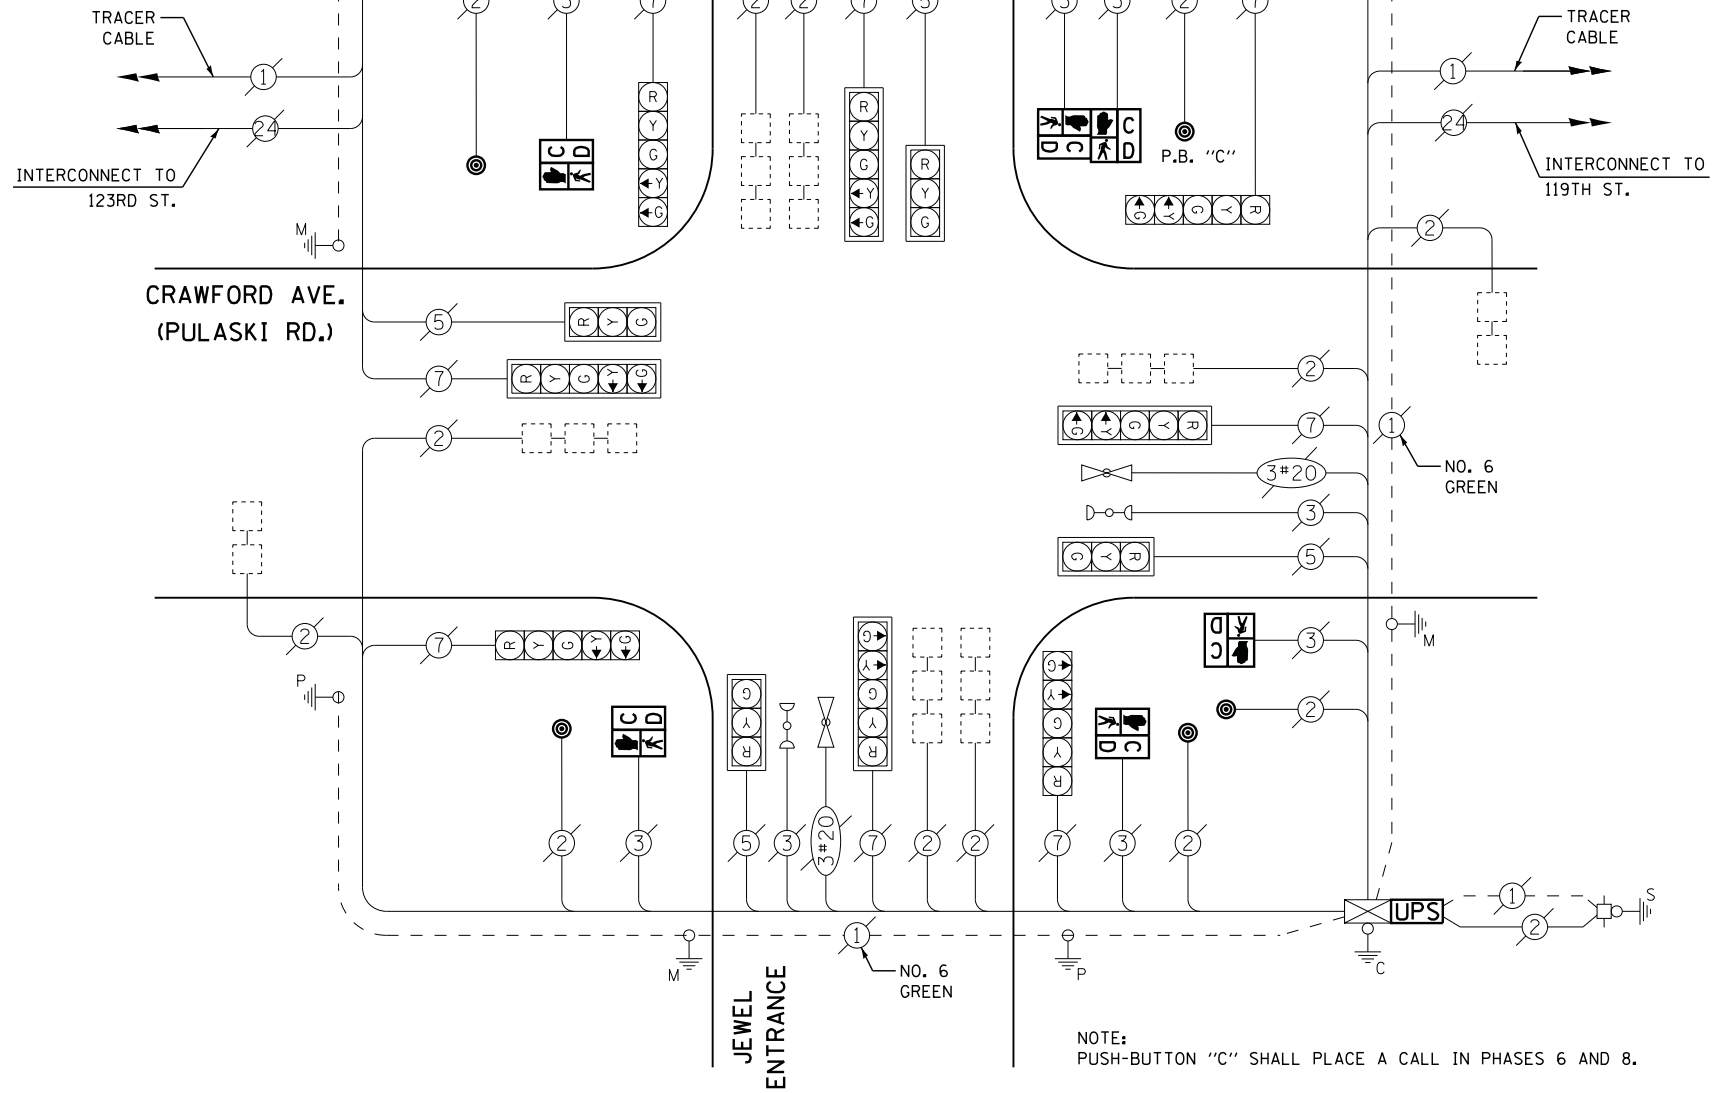 2
3
7
2
2
7
5
3
3
2
7
TRACER
CABLE
1
24
INTERCONNECT TO
123RD ST.
M
C D
R
Y
G
Y
G
R
Y
G
Y
G
R
Y
G
C
D
D C
P.B. "C"
G Y G Y R
TRACER
CABLE
1
24
INTERCONNECT TO
119TH ST.
2
CRAWFORD AVE.
(PULASKI RD.)
5
R Y G
7
R Y G Y G
2
2
G Y G Y R
7
1
NO. 6
GREEN
3#20
3
G Y R
5
2
7
R Y G Y G
P
C D
2
3
G
Y
R
5
3
3#20
G
Y
G
Y
R
7
2
2
G
Y
G
Y
R
7
D C
3
2
D
C
3
2
M
UPS
1
2
S
C
M
1
NO. 6
GREEN
P
JEWEL
ENTRANCE
NOTE:
PUSH-BUTTON "C" SHALL PLACE A CALL IN PHASES 6 AND 8.